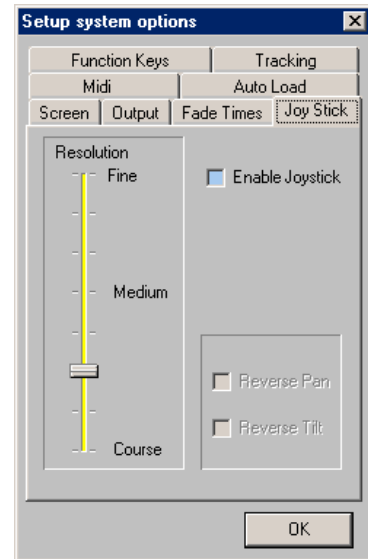 Setup system options
Function Keys
Tracking
Midi
Auto Load
Screen
Output
Fade Times
Joy Stick
Resolution
Fine
Enable Joystick
Medium
Reverse Pan
Reverse Tilt
Course
OK